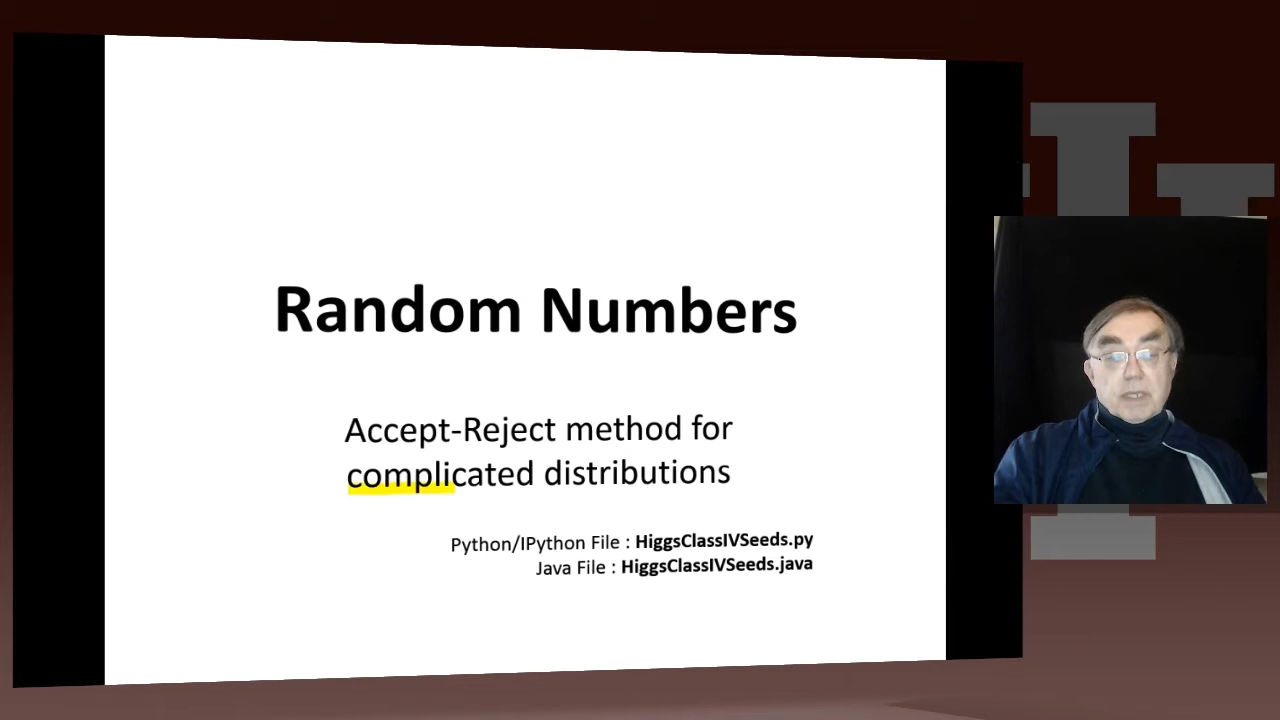 Random Numbers
Accept-Reject method for
complicated distributions
Python/IPython File : HiggsClassIVSeeds.py
Java File : HiggsClassIVSeeds.java